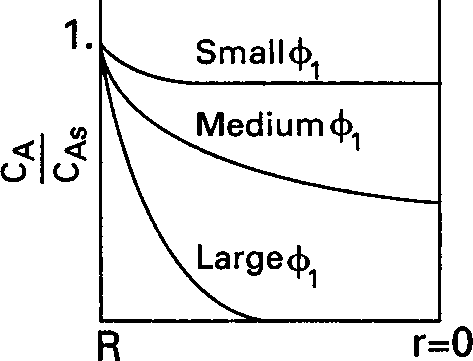 1.
Small ϕ₁
Medium ϕ₁
C_A / C_As
Large ϕ₁
R
r=0